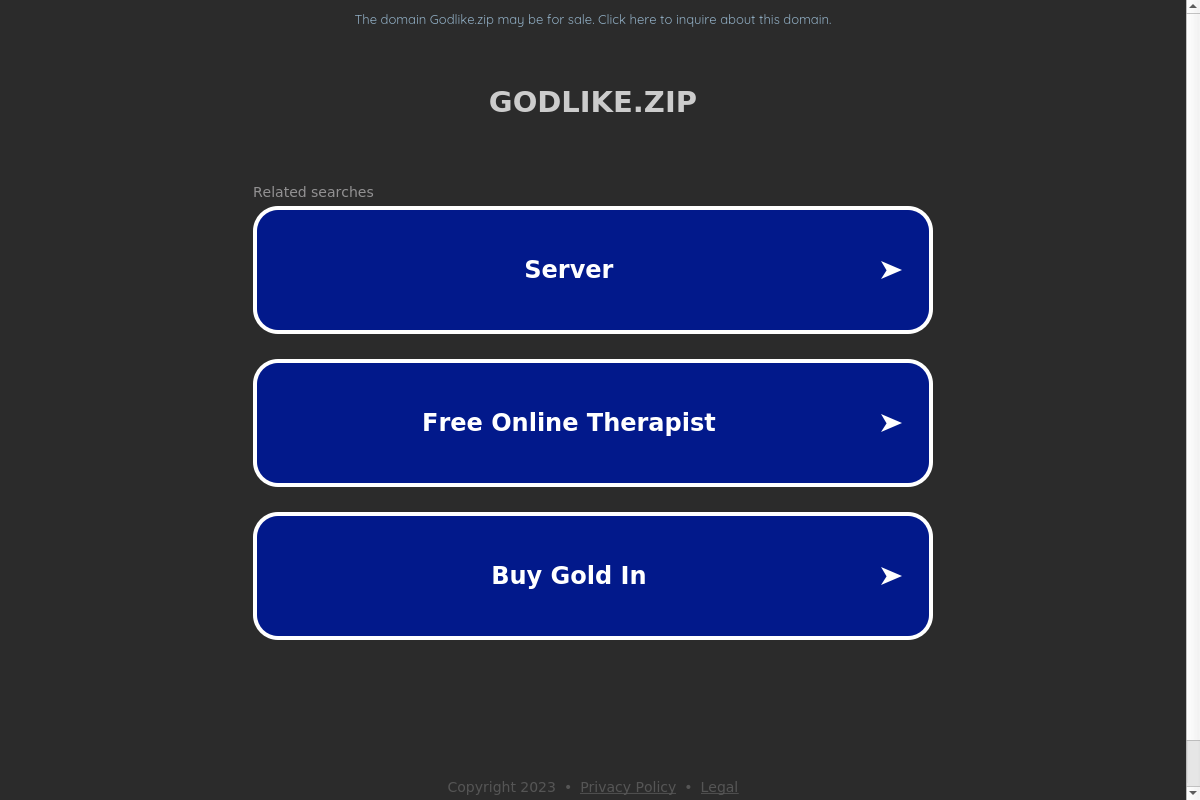 The domain Godlike.zip may be for sale. Click here to inquire about this domain.
GODLIKE.ZIP
Related searches
Server
Free Online Therapist
Buy Gold In
Copyright 2023 • Privacy Policy • Legal